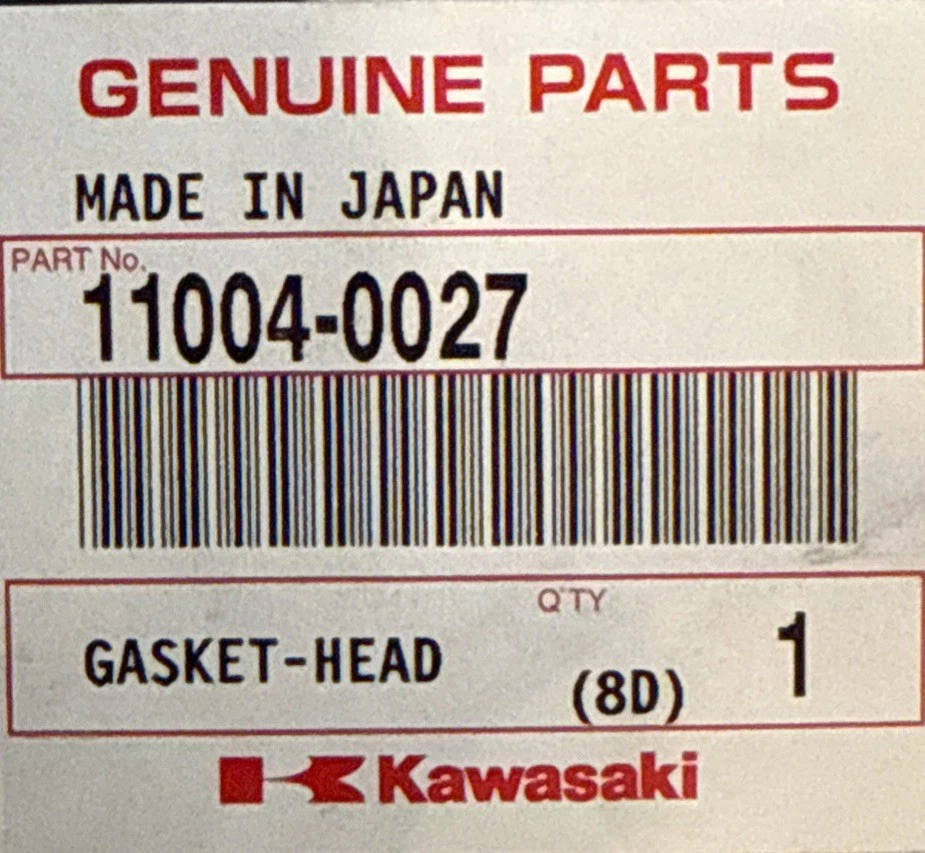 GENUINE PARTS
MADE IN JAPAN
PART No.
11004-0027
Q'TY
GASKET-HEAD (8D) 1
Kawasaki